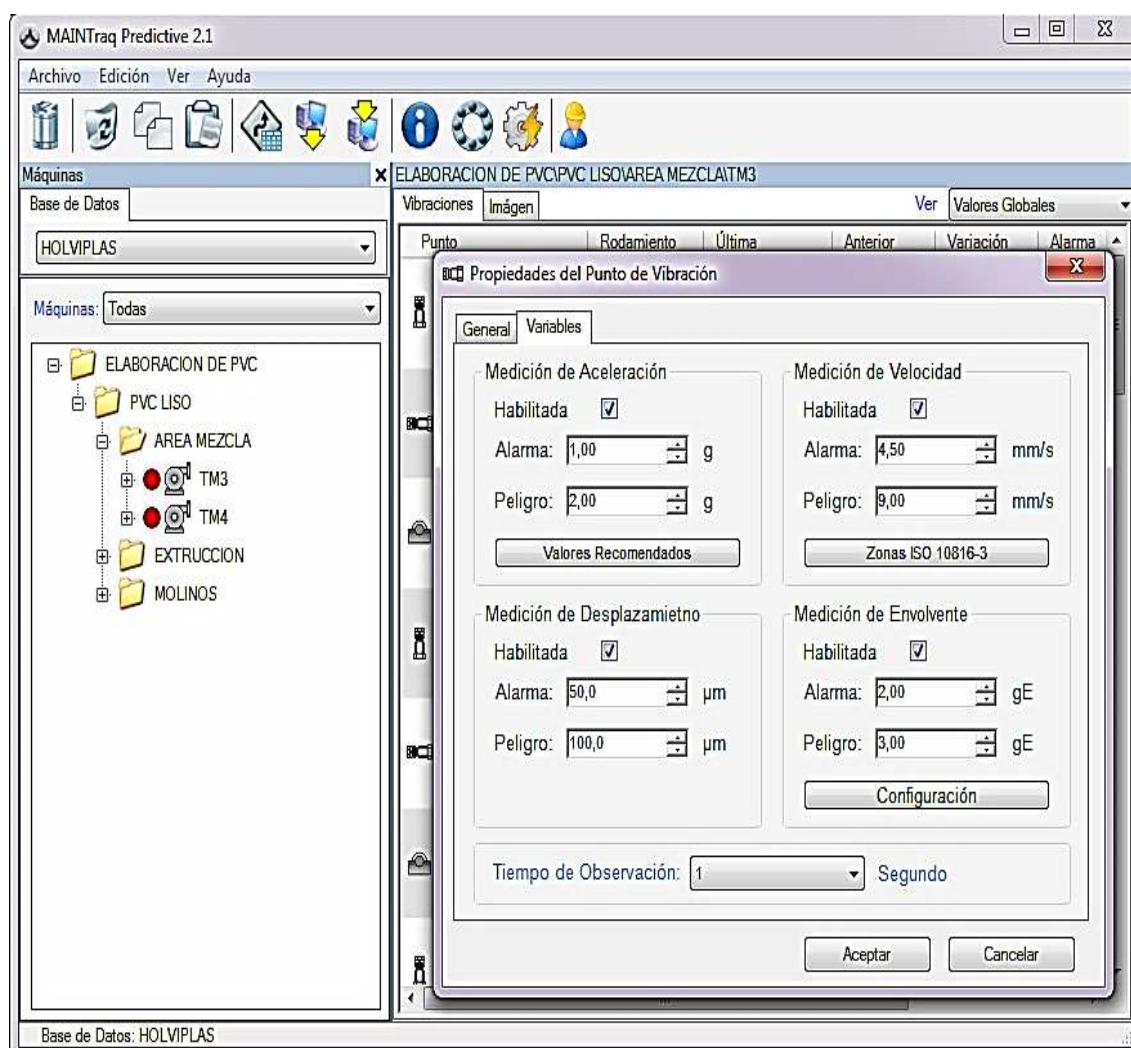 MAINTraq Predictive 2.1
Archivo Edición Ver Ayuda
Máquinas
Base de Datos
HOLVIPLAS
Máquinas: Todas
ELABORACION DE PVC
PVC LISO
AREA MEZCLA
TM3
TM4
EXTRUCCION
MOLINOS
ELABORACION DE PVC\PVC LISO\AREA MEZCLA\TM3
Vibraciones Imágen Ver Valores Globales
Punto Rodamiento Última Anterior Variación Alarma
Propiedades del Punto de Vibración
General Variables
Medición de Aceleración
Habilitada
Alarma: 1,00 g
Peligro: 2,00 g
Valores Recomendados
Medición de Velocidad
Habilitada
Alarma: 4,50 mm/s
Peligro: 9,00 mm/s
Zonas ISO 10816-3
Medición de Desplazamietno
Habilitada
Alarma: 50,0 µm
Peligro: 100,0 µm
Medición de Envolvente
Habilitada
Alarma: 2,00 gE
Peligro: 3,00 gE
Configuración
Tiempo de Observación: 1 Segundo
Aceptar Cancelar
Base de Datos: HOLVIPLAS